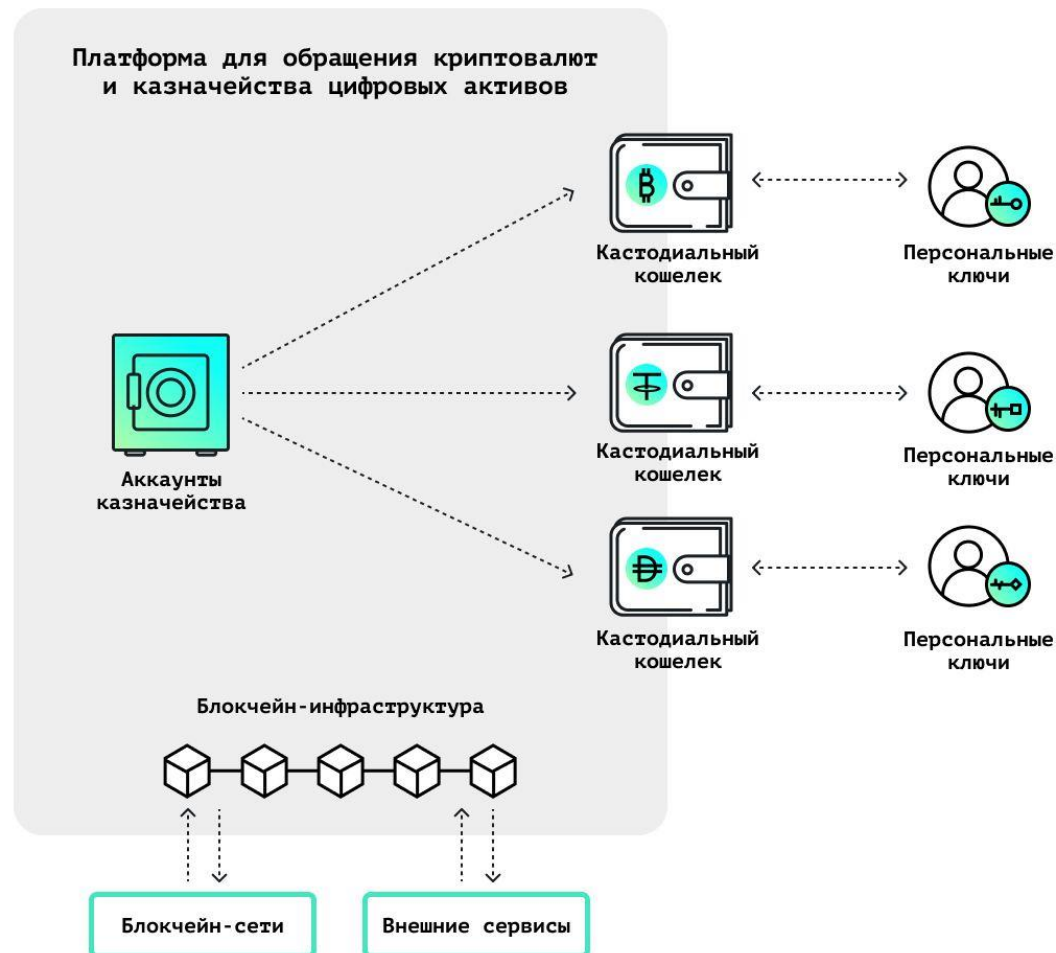 Платформа для обращения криптовалют
и казначейства цифровых активов
Кастодиальный
кошелек
Персональные
ключи
Кастодиальный
кошелек
Персональные
ключи
Аккаунты
казначейства
Кастодиальный
кошелек
Персональные
ключи
Блокчейн-инфраструктура
Блокчейн-сети
Внешние сервисы